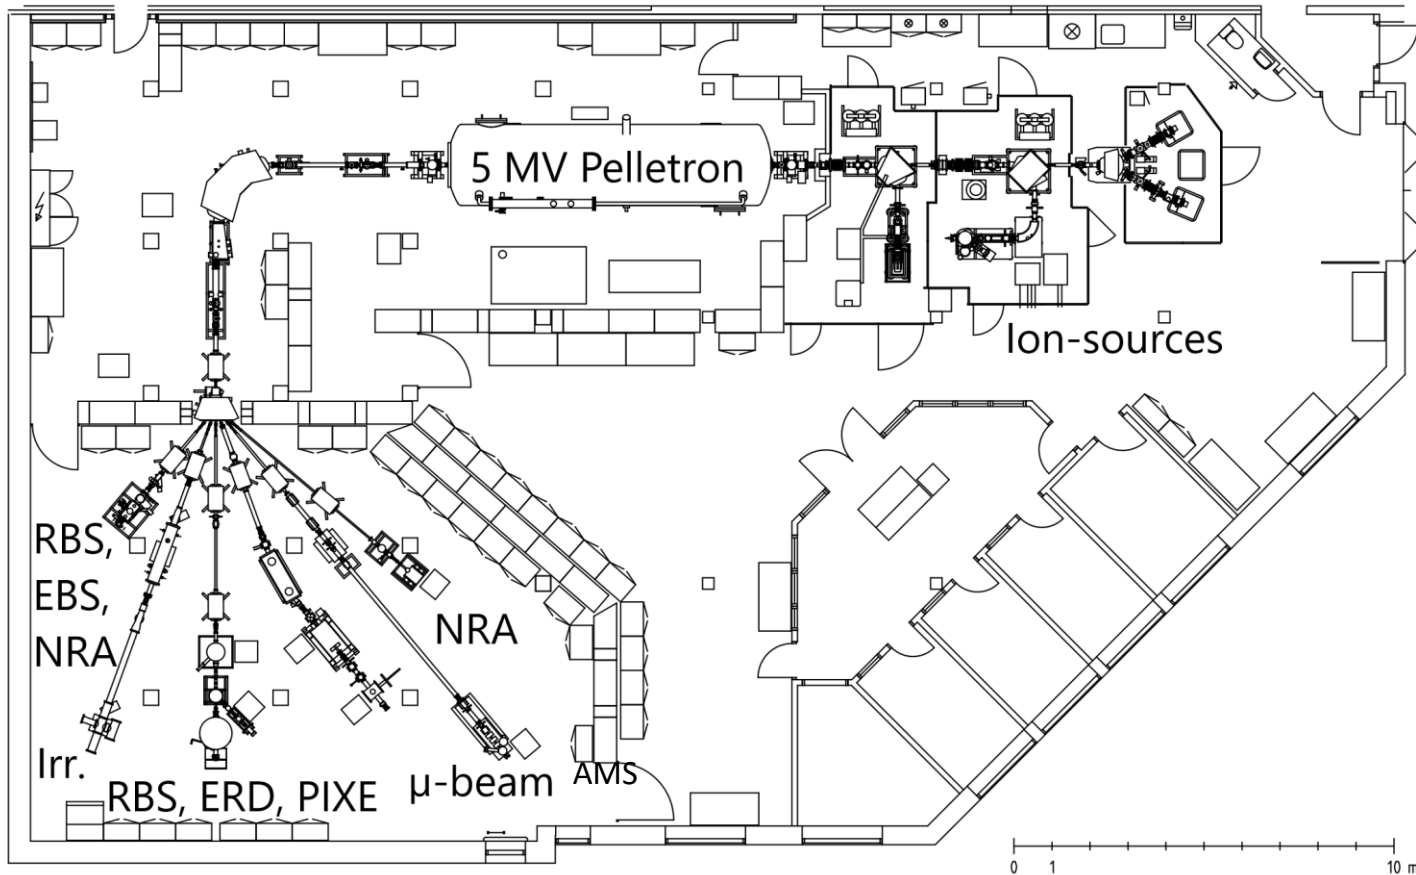 5 MV Pelletron
Ion-sources
RBS,
EBS,
NRA
NRA
Irr.
RBS, ERD, PIXE
μ-beam
AMS
0 1 10 m